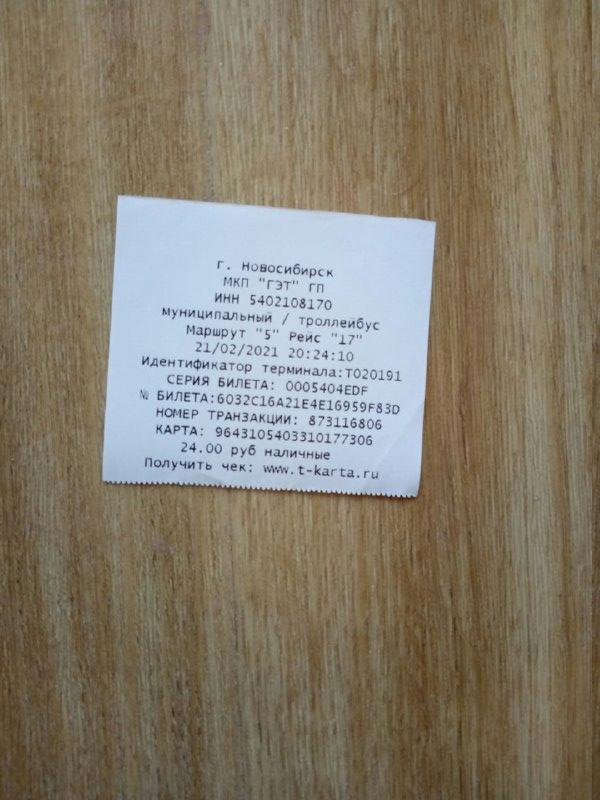 г. Новосибирск
МКП "ГЭТ" ГП
ИНН 5402108170
муниципальный / троллейбус
Маршрут "5" Рейс "17"
21/02/2021 20:24:10
Идентификатор терминала:T020191
СЕРИЯ БИЛЕТА: 0005404EDF
№ БИЛЕТА:6032C16A21E4E16959F83D
НОМЕР ТРАНЗАКЦИИ: 873116806
КАРТА: 9643105403310177306
24.00 руб наличные
Получить чек: www.t-karta.ru